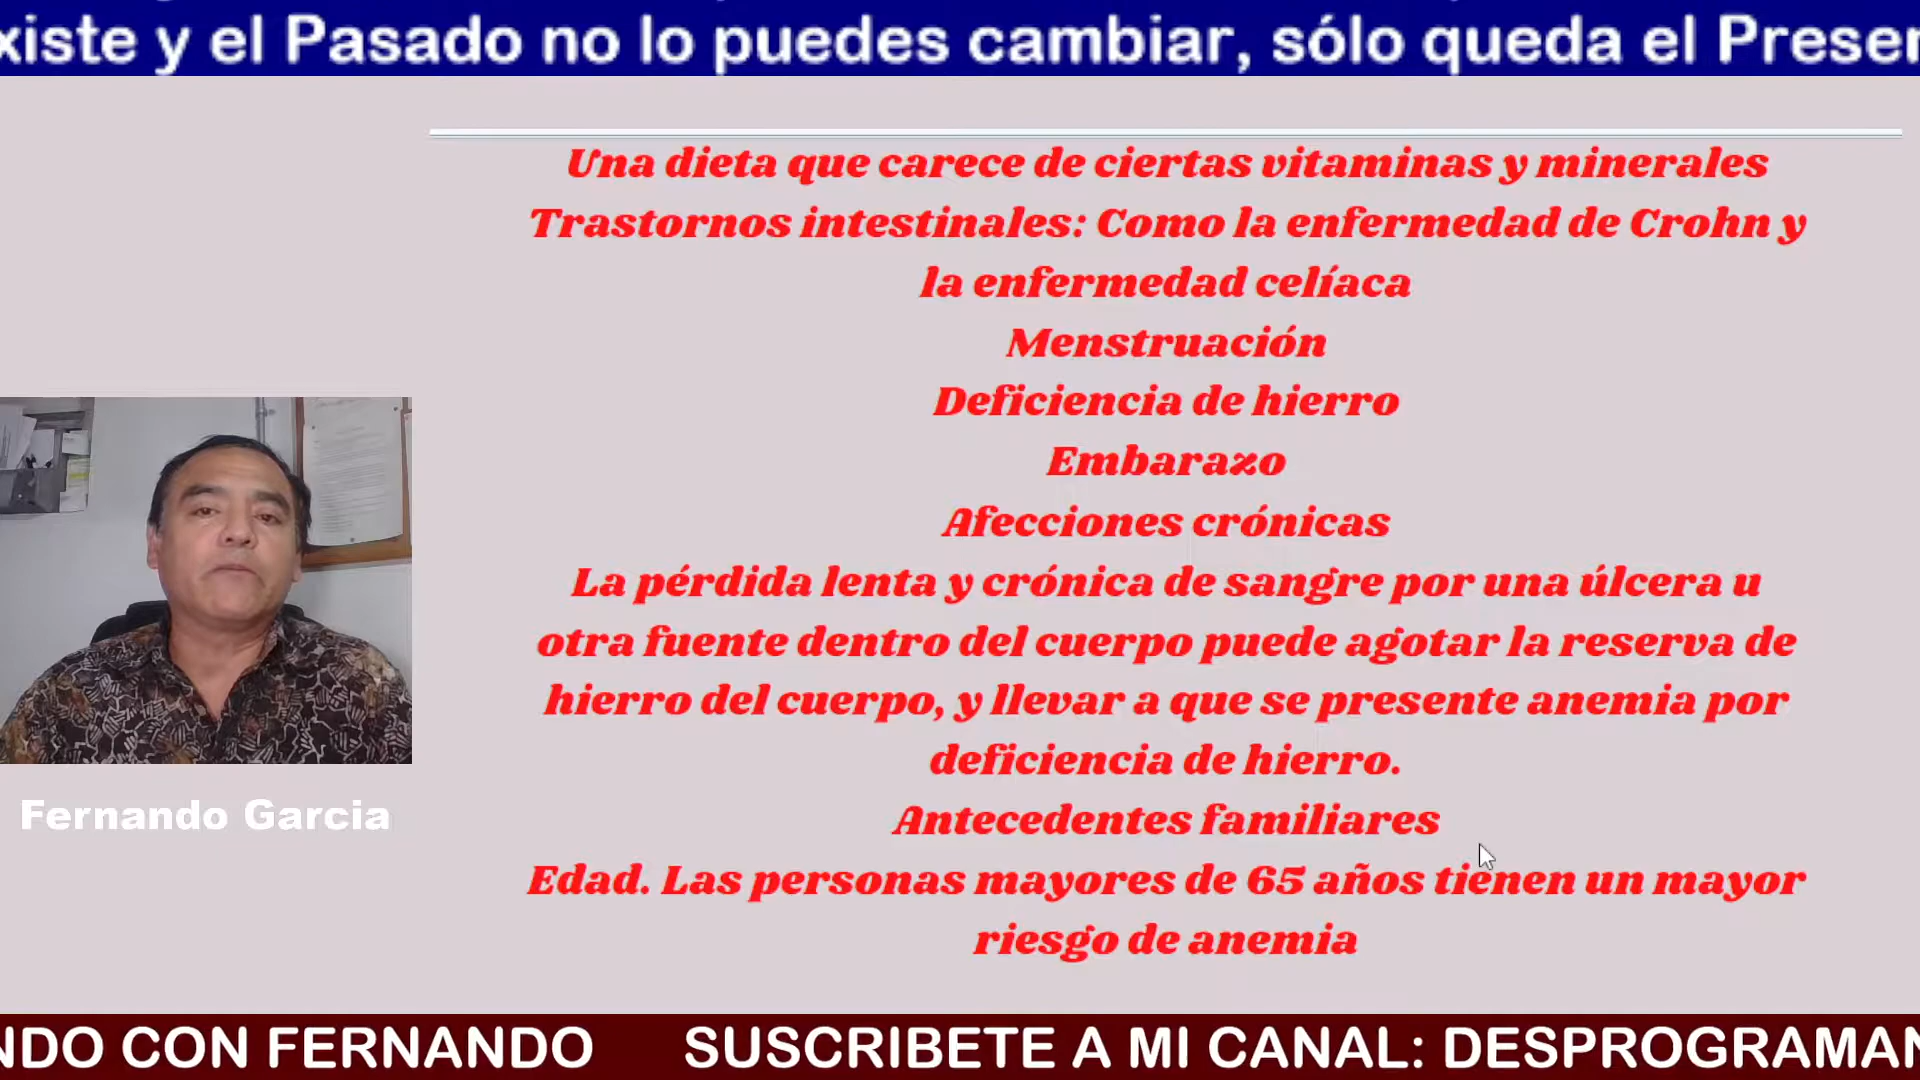 xiste y el Pasado no lo puedes cambiar, sólo queda el Presen
Una dieta que carece de ciertas vitaminas y minerales
Trastornos intestinales: Como la enfermedad de Crohn y
la enfermedad celíaca
Menstruación
Deficiencia de hierro
Embarazo
Afecciones crónicas
La pérdida lenta y crónica de sangre por una úlcera u
otra fuente dentro del cuerpo puede agotar la reserva de
hierro del cuerpo, y llevar a que se presente anemia por
deficiencia de hierro.
Antecedentes familiares
Edad. Las personas mayores de 65 años tienen un mayor
riesgo de anemia
Fernando Garcia
NDO CON FERNANDO SUSCRIBETE A MI CANAL: DESPROGRAMAN